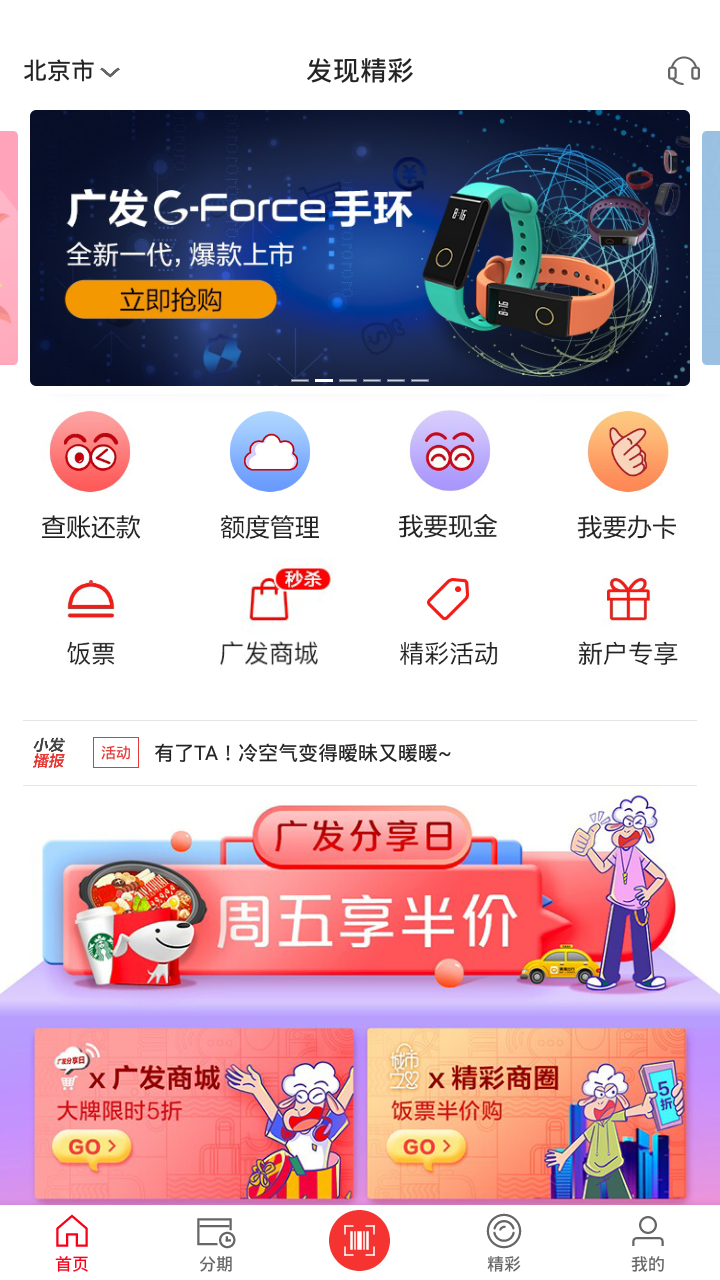 北京市
发现精彩
广发G-Force手环
全新一代，爆款上市
立即抢购
查账还款
额度管理
我要现金
我要办卡
秒杀
饭票
广发商城
精彩活动
新户专享
小发
播报
活动
有了TA！冷空气变得暧昧又暖暖~
广发分享日
周五享半价
广发分享日
x 广发商城
大牌限时5折
GO >
城市
x 精彩商圈
饭票半价购
GO >
5折
首页
分期
精彩
我的